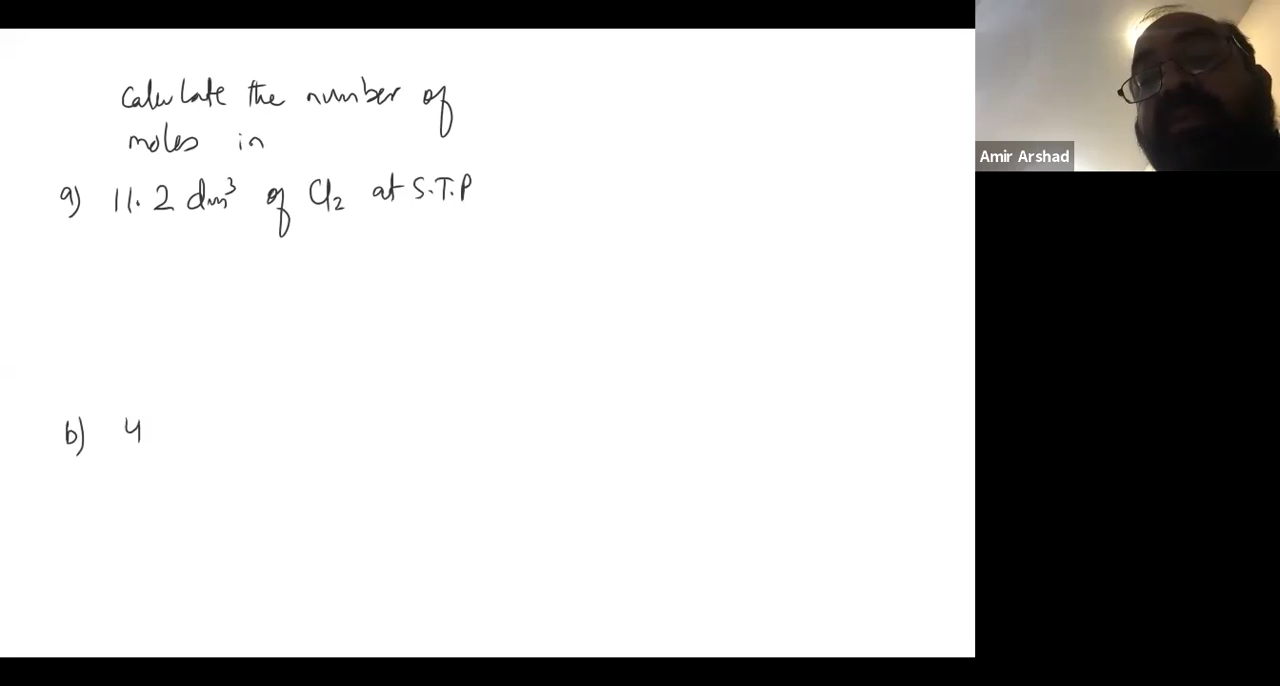 Calculate the number of
moles in
a) 11.2 dm³ of Cl₂ at S.T.P
b) 4
Amir Arshad